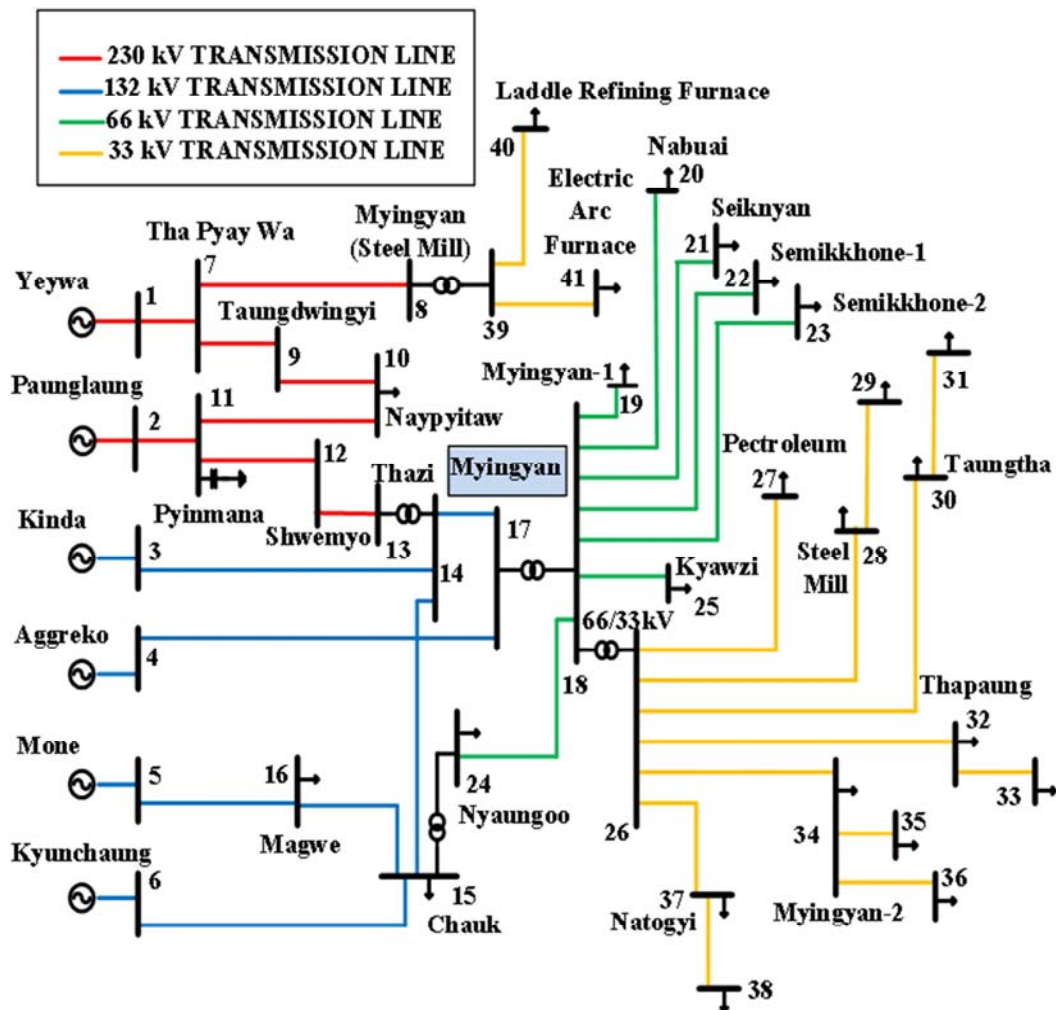 230 kV TRANSMISSION LINE
132 kV TRANSMISSION LINE
66 kV TRANSMISSION LINE
33 kV TRANSMISSION LINE
Laddle Refining Furnace
40
Nabuai
20
Electric
Arc
Furnace
41
Seiknyan
21
Semikkhone-1
22
Semikkhone-2
23
Myingyan
(Steel Mill)
8
39
Tha Pyay Wa
7
Yeywa
1
Taungdwingyi
9
10
Naypyitaw
Paunglaung
2
11
Pyinmana
12
Shwemyo
Thazi
13
14
Myingyan
17
Myingyan-1
19
31
29
Pectroleum
27
Taungtha
30
Steel
Mill
28
Kinda
3
Kyawzi
25
66/33kV
18
Aggreko
4
Thapaung
32
33
Mone
5
16
Magwe
24
Nyaungoo
26
34
35
36
Myingyan-2
Kyunchaung
6
15
Chauk
37
Natogyi
38